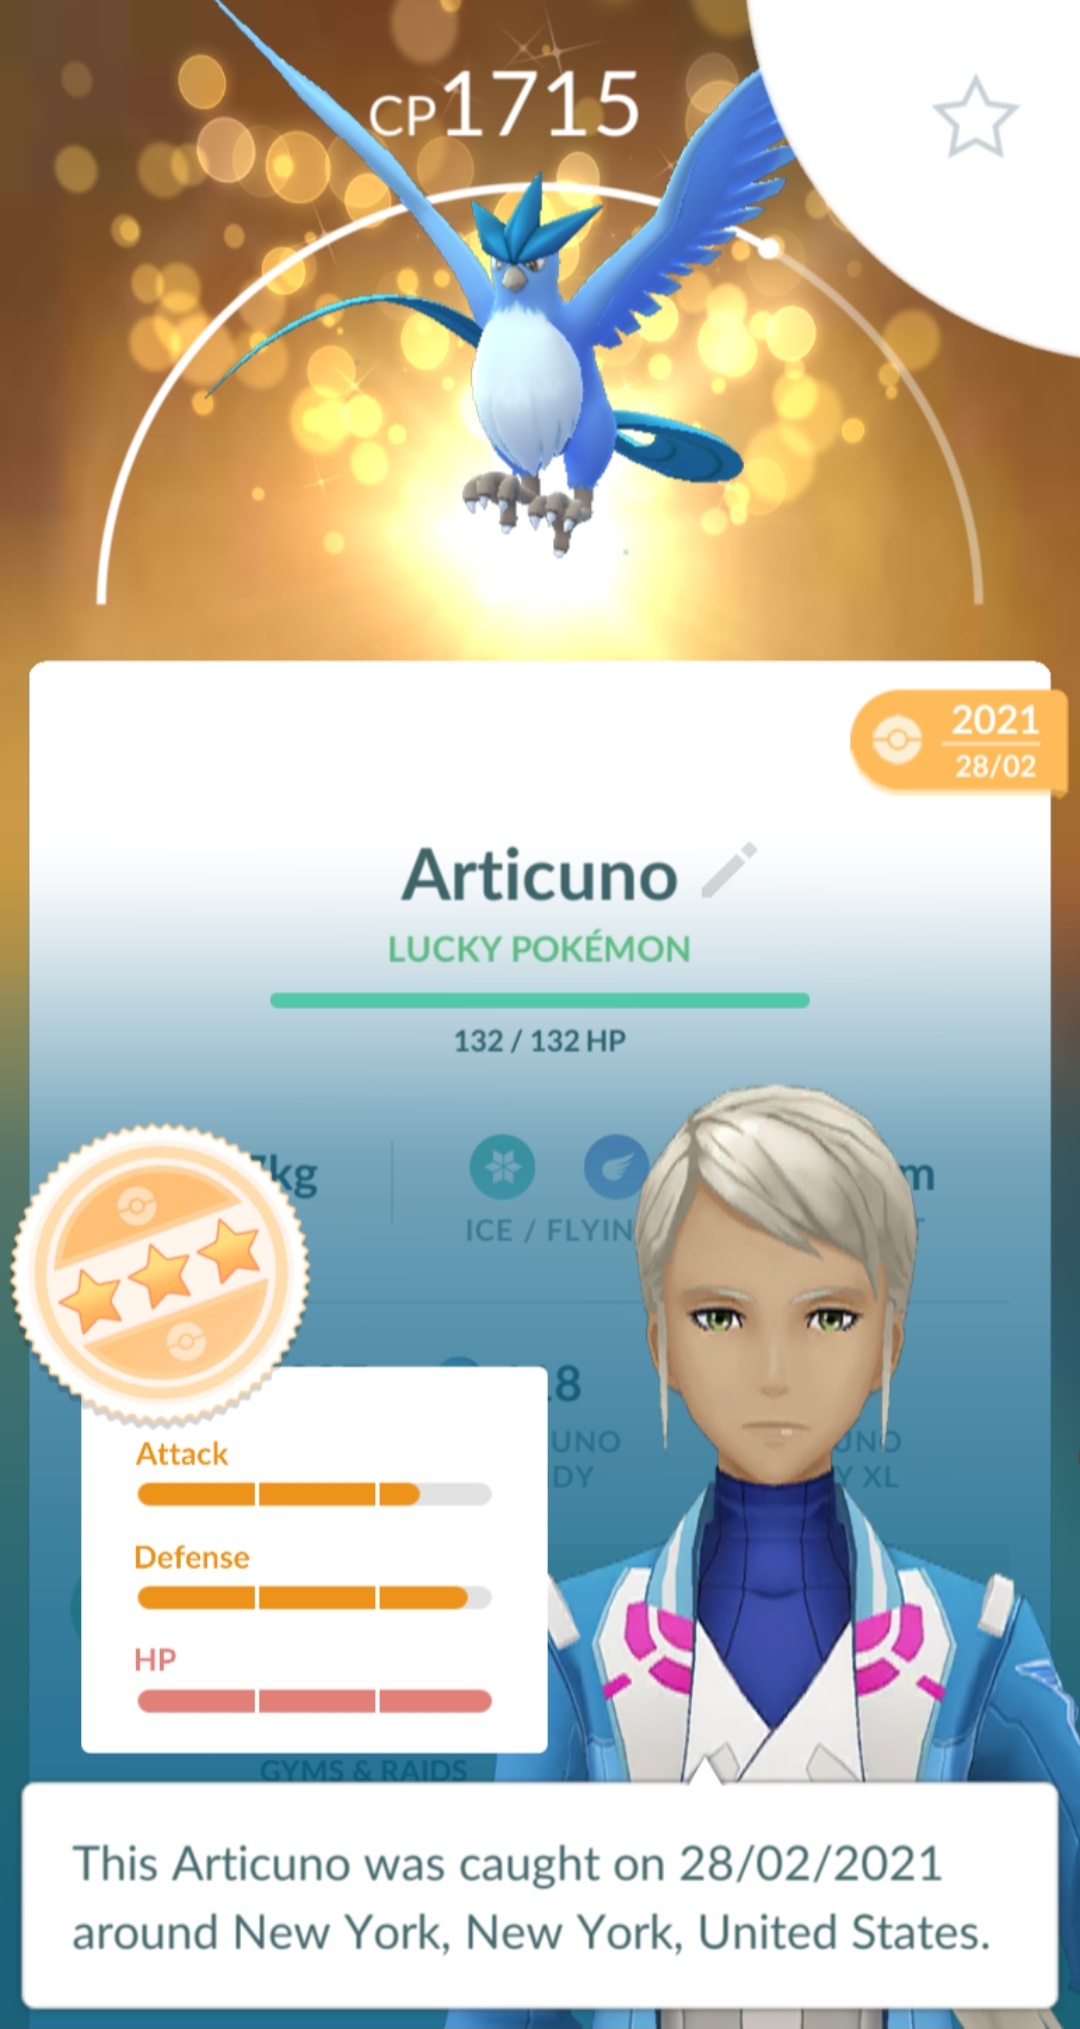 CP1715
2021
28/02
Articuno
LUCKY POKÉMON
132 / 132 HP
kg
m
ICE / FLYIN
.8
UNO
UNO
DY
Y XL
Attack
Defense
HP
GYMS & RAIDS
This Articuno was caught on 28/02/2021
around New York, New York, United States.